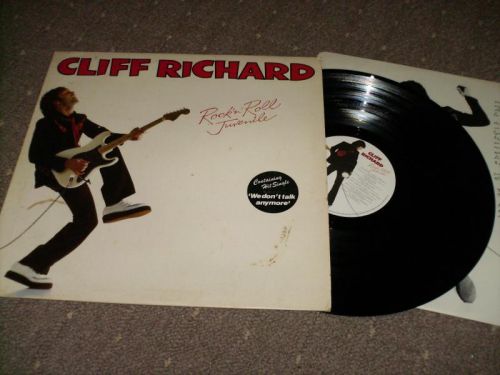 CLIFF RICHARD
Rock'n'Roll
Juvenile
Containing
Hit Single
'We don't talk
anymore'
CLIFF
RICHARD